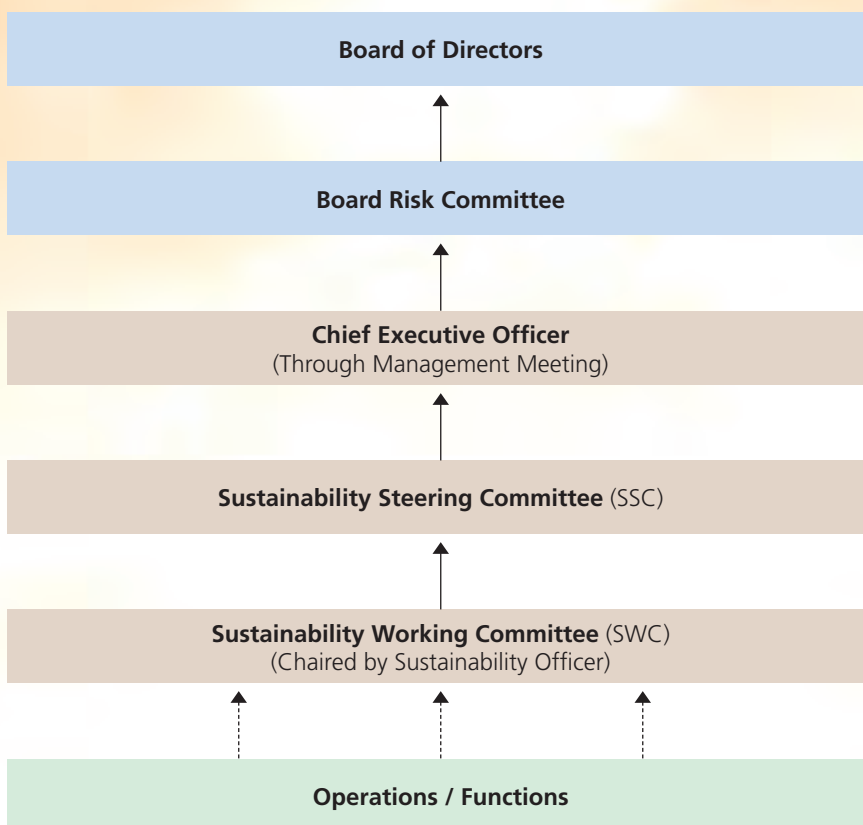 Board of Directors
Board Risk Committee
Chief Executive Officer
(Through Management Meeting)
Sustainability Steering Committee (SSC)
Sustainability Working Committee (SWC)
(Chaired by Sustainability Officer)
Operations / Functions